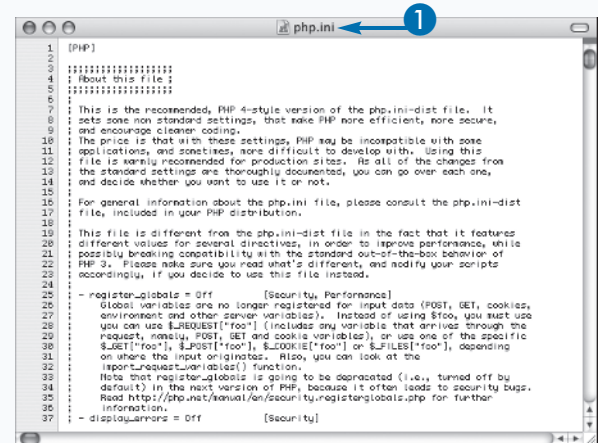 php.ini
1
1 [PHP]
2
3 ;;;;;;;;;;;;;;;;;;;
4 ; About this file ;
5 ;;;;;;;;;;;;;;;;;;;
6 ;
7 ; This is the recommended, PHP 4-style version of the php.ini-dist file.  It
8 ; sets some non standard settings, that make PHP more efficient, more secure,
9 ; and encourage cleaner coding.
10 ; The price is that with these settings, PHP may be incompatible with some
11 ; applications, and sometimes, more difficult to develop with.  Using this
12 ; file is warmly recommended for production sites.  As all of the changes from
13 ; the standard settings are thoroughly documented, you can go over each one,
14 ; and decide whether you want to use it or not.
15 ;
16 ; For general information about the php.ini file, please consult the php.ini-dist
17 ; file, included in your PHP distribution.
18 ;
19 ; This file is different from the php.ini-dist file in the fact that it features
20 ; different values for several directives, in order to improve performance, while
21 ; possibly breaking compatibility with the standard out-of-the-box behavior of
22 ; PHP 3.  Please make sure you read what's different, and modify your scripts
23 ; accordingly, if you decide to use this file instead.
24 ;
25 ; - register_globals = Off [Security, Performance]
26 ; Global variables are no longer registered for input data (POST, GET, cookies,
27 ; environment and other server variables).  Instead of using $foo, you must use
28 ; you can use $_REQUEST["foo"] (includes any variable that arrives through the
29 ; request, namely, POST, GET and cookie variables), or use one of the specific
30 ; $_GET["foo"], $_POST["foo"], $_COOKIE["foo"] or $_FILES["foo"], depending
31 ; on where the input originates.  Also, you can look at the
32 ; import_request_variables() function.
33 ; Note that register_globals is going to be depracated (i.e., turned off by
34 ; default) in the next version of PHP, because it often leads to security bugs.
35 ; Read http://php.net/manual/en/security.registerglobals.php for further
36 ; information.
37 ; - display_errors = Off [Security]